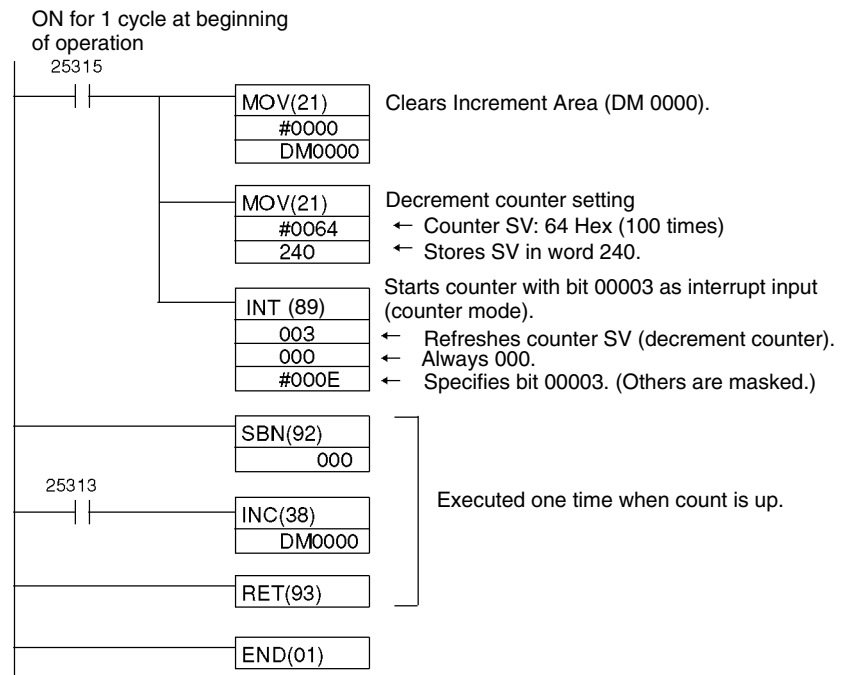 ON for 1 cycle at beginning
of operation
25315
MOV(21)
Clears Increment Area (DM 0000).
#0000
DM0000
MOV(21)
Decrement counter setting
#0064
← Counter SV: 64 Hex (100 times)
240
← Stores SV in word 240.
Starts counter with bit 00003 as interrupt input
(counter mode).
INT (89)
003
← Refreshes counter SV (decrement counter).
000
← Always 000.
#000E
← Specifies bit 00003. (Others are masked.)
SBN(92)
000
Executed one time when count is up.
25313
INC(38)
DM0000
RET(93)
END(01)